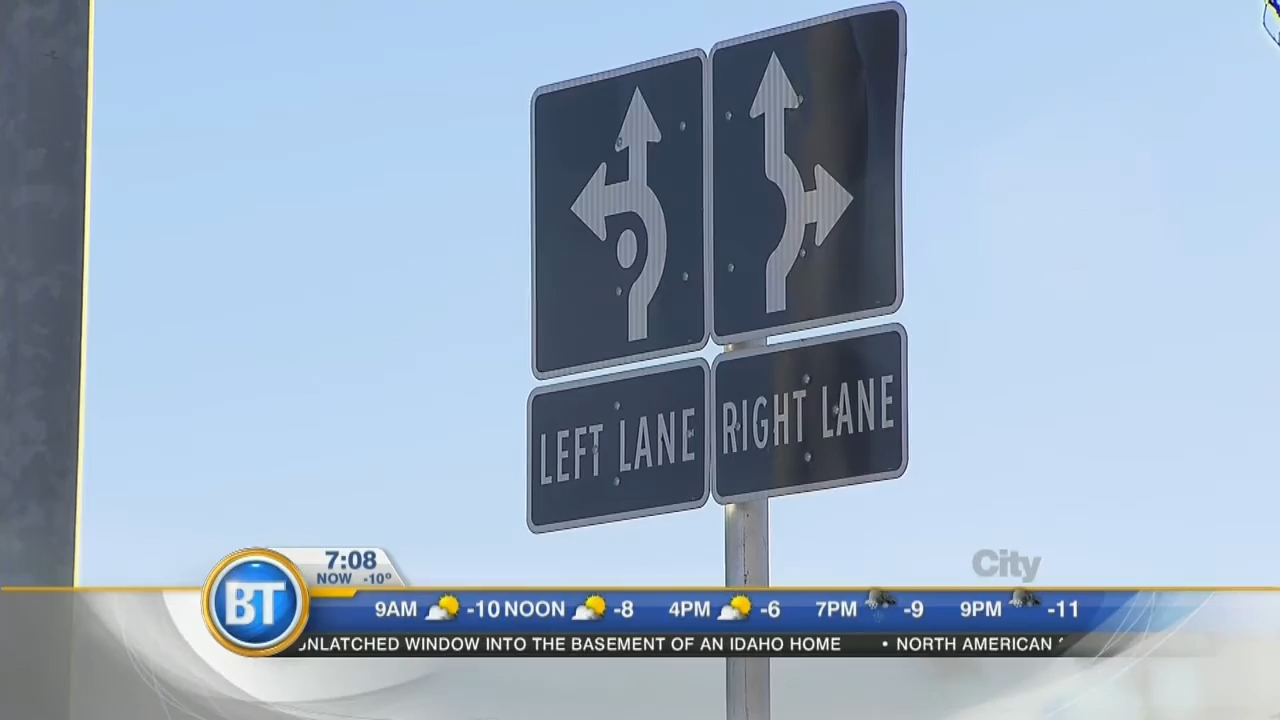 LEFT LANE
RIGHT LANE
City
7:08
NOW -10°
BT
9AM -10 NOON -8 4PM -6 7PM -9 9PM -11
UNLATCHED WINDOW INTO THE BASEMENT OF AN IDAHO HOME • NORTH AMERICAN